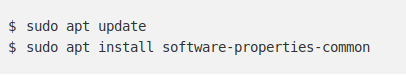 $ sudo apt update
$ sudo apt install software-properties-common